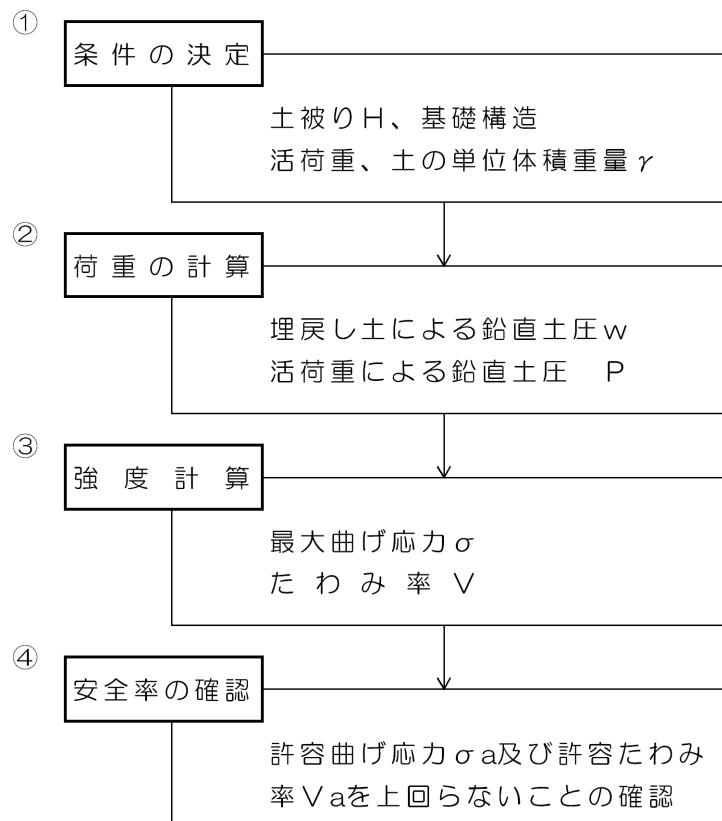 ①
条件の決定
土被りH、基礎構造
活荷重、土の単位体積重量γ
②
荷重の計算
埋戻し土による鉛直土圧w
活荷重による鉛直土圧　P
③
強度計算
最大曲げ応力σ
たわみ率V
④
安全率の確認
許容曲げ応力σa及び許容たわみ
率Vaを上回らないことの確認